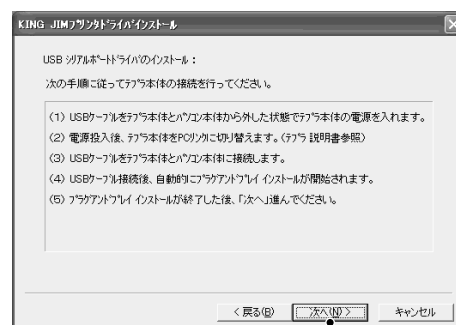 KING JIMﾌﾟﾘﾝﾀﾄﾞﾗｲﾊﾞｲﾝｽﾄｰﾙ
USB ｼﾘｱﾙﾎﾟｰﾄﾄﾞﾗｲﾊﾞのｲﾝｽﾄｰﾙ：
次の手順に従ってﾃﾌﾟﾗ本体の接続を行ってください。
(1) USBｹｰﾌﾞﾙをﾃﾌﾟﾗ本体とﾊﾟｿｺﾝ本体から外した状態でﾃﾌﾟﾗ本体の電源を入れます。
(2) 電源投入後、ﾃﾌﾟﾗ本体をPCﾘﾝｸに切り替えます。（ﾃﾌﾟﾗ 説明書参照）
(3) USBｹｰﾌﾞﾙをﾃﾌﾟﾗ本体とﾊﾟｿｺﾝ本体に接続します。
(4) USBｹｰﾌﾞﾙ接続後、自動的にﾌﾟﾗｸﾞｱﾝﾄﾞﾌﾟﾚｲ ｲﾝｽﾄｰﾙが開始されます。
(5) ﾌﾟﾗｸﾞｱﾝﾄﾞﾌﾟﾚｲ ｲﾝｽﾄｰﾙが終了した後、「次へ」進んでください。
< 戻る(B) 次へ(N) > ｷｬﾝｾﾙ